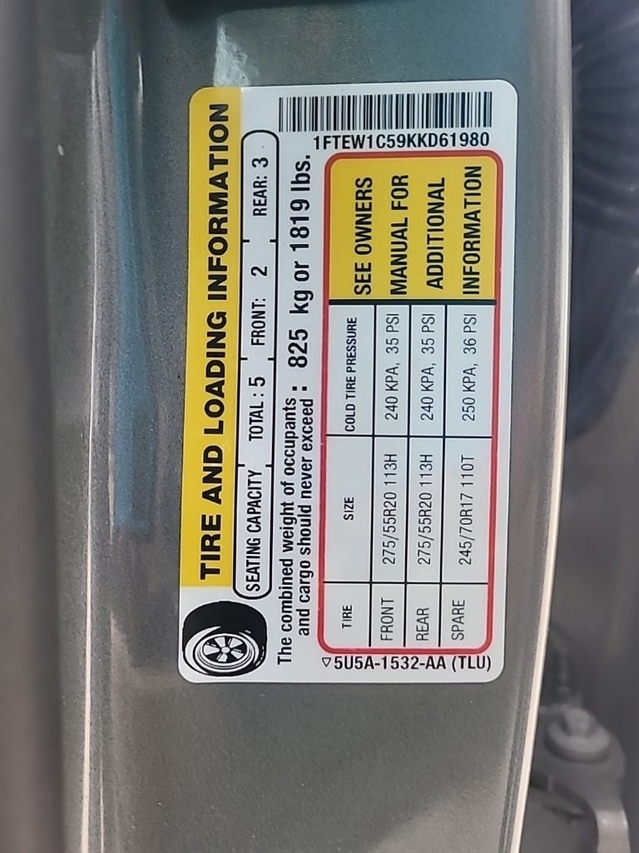 TIRE AND LOADING INFORMATION
SEATING CAPACITY TOTAL: 5 FRONT: 2 REAR: 3
The combined weight of occupants
and cargo should never exceed : 825 kg or 1819 lbs.
TIRE SIZE COLD TIRE PRESSURE
FRONT 275/55R20 113H 240 KPA, 35 PSI
REAR 275/55R20 113H 240 KPA, 35 PSI
SPARE 245/70R17 110T 250 KPA, 36 PSI
SEE OWNERS
MANUAL FOR
ADDITIONAL
INFORMATION
▽5U5A-1532-AA (TLU)
1FTEW1C59KKD61980